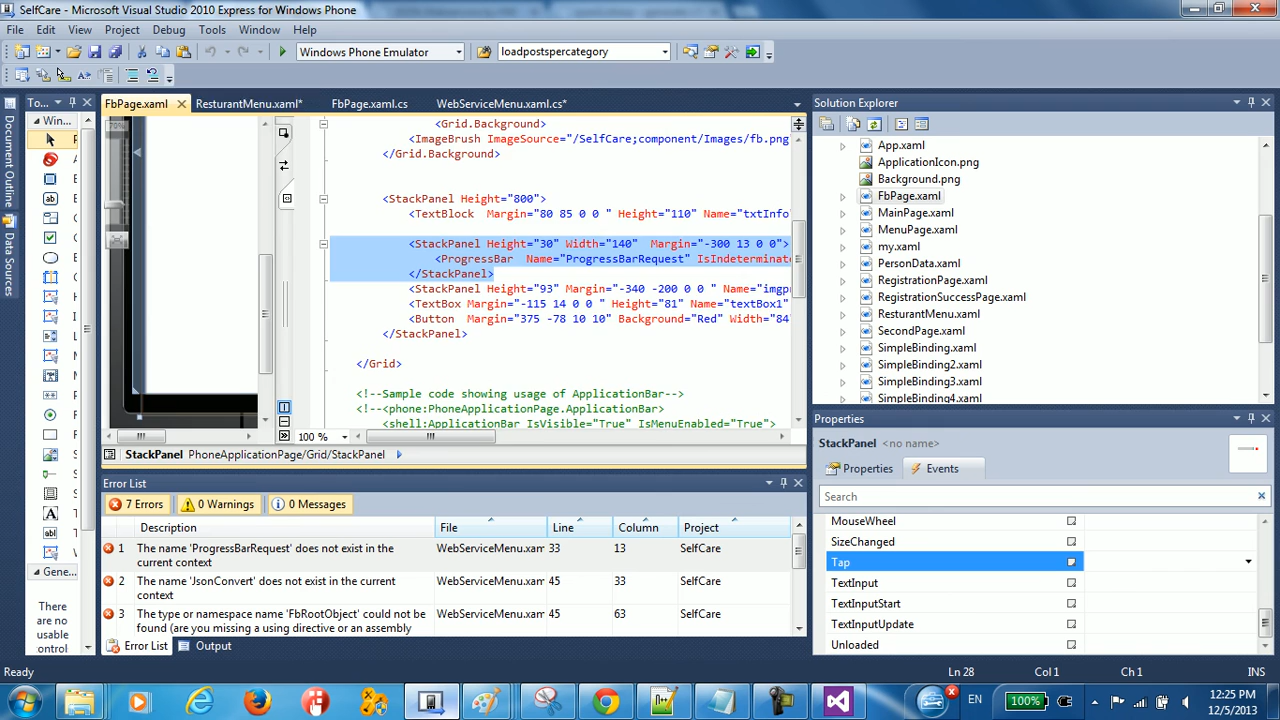 SelfCare - Microsoft Visual Studio 2010 Express for Windows Phone
File Edit View Project Debug Tools Window Help
Windows Phone Emulator loadpostspercategory
To...
Win...
Document Outline
Data Sources
Gene...
There are no usable
FbPage.xaml ResturantMenu.xaml* FbPage.xaml.cs WebServiceMenu.xaml.cs*
<Grid.Background>
<ImageBrush ImageSource="/SelfCare;component/Images/fb.png
</Grid.Background>
<StackPanel Height="800">
<TextBlock Margin="80 85 0 0 " Height="110" Name="txtInfo
<StackPanel Height="30" Width="140" Margin="-300 13 0 0">
<ProgressBar Name="ProgressBarRequest" IsIndeterminate
</StackPanel>
<StackPanel Height="93" Margin="-340 -200 0 0 " Name="imgp
<TextBox Margin="-115 14 0 0 " Height="81" Name="textBox1"
<Button Margin="375 -78 10 10" Background="Red" Width="84
</StackPanel>
</Grid>
<!--Sample code showing usage of ApplicationBar-->
<!--<phone:PhoneApplicationPage.ApplicationBar>
<shell:ApplicationBar IsVisible="True" IsMenuEnabled="True">
100 %
StackPanel PhoneApplicationPage/Grid/StackPanel
Error List
7 Errors 0 Warnings 0 Messages
Description File Line Column Project
1 The name 'ProgressBarRequest' does not exist in the current context WebServiceMenu.xam 33 13 SelfCare
2 The name 'JsonConvert' does not exist in the current context WebServiceMenu.xam 45 33 SelfCare
3 The type or namespace name 'FbRootObject' could not be found (are you missing a using directive or an assembly WebServiceMenu.xam 45 63 SelfCare
Error List Output
Solution Explorer
App.xaml
ApplicationIcon.png
Background.png
FbPage.xaml
MainPage.xaml
MenuPage.xaml
my.xaml
PersonData.xaml
RegistrationPage.xaml
RegistrationSuccessPage.xaml
ResturantMenu.xaml
SecondPage.xaml
SimpleBinding.xaml
SimpleBinding2.xaml
SimpleBinding3.xaml
SimpleBinding4.xaml
Properties
StackPanel <no name>
Properties Events
Search
MouseWheel
SizeChanged
Tap
TextInput
TextInputStart
TextInputUpdate
Unloaded
Ready Ln 28 Col 1 Ch 1 INS
EN 100% 12:25 PM
12/5/2013